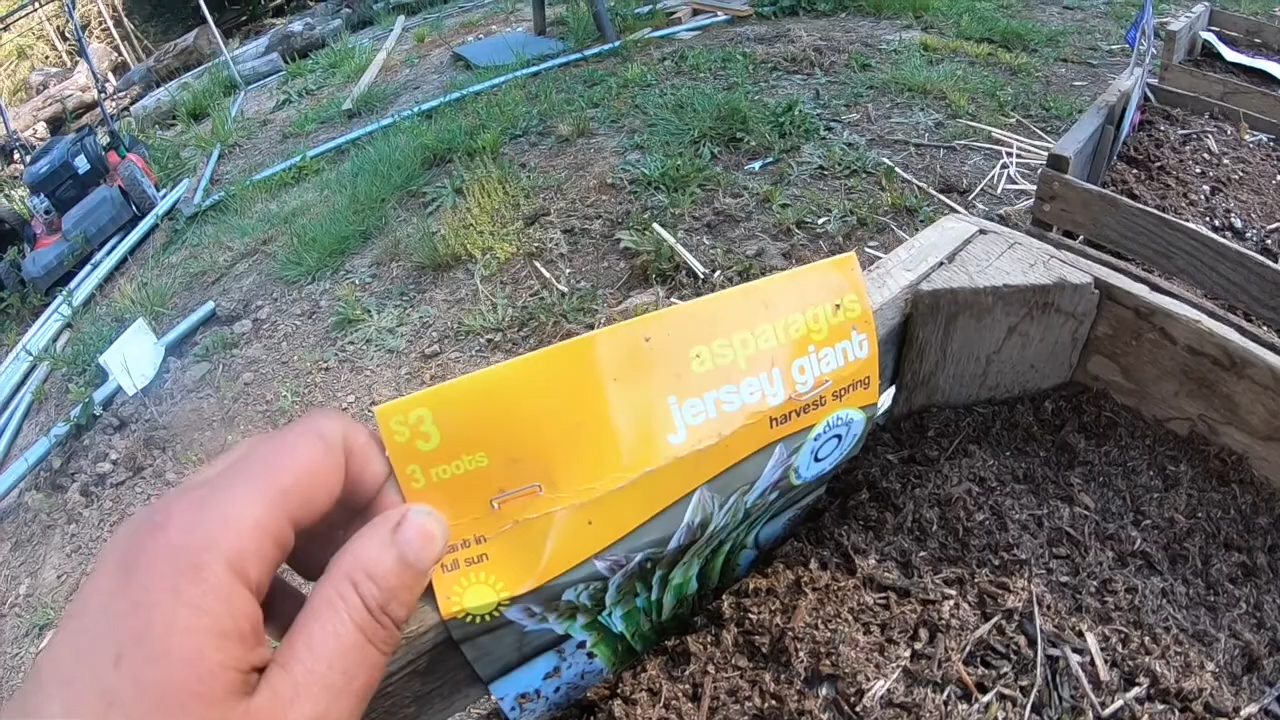 $3
3 roots
asparagus
jersey giant
harvest spring
edible
full sun